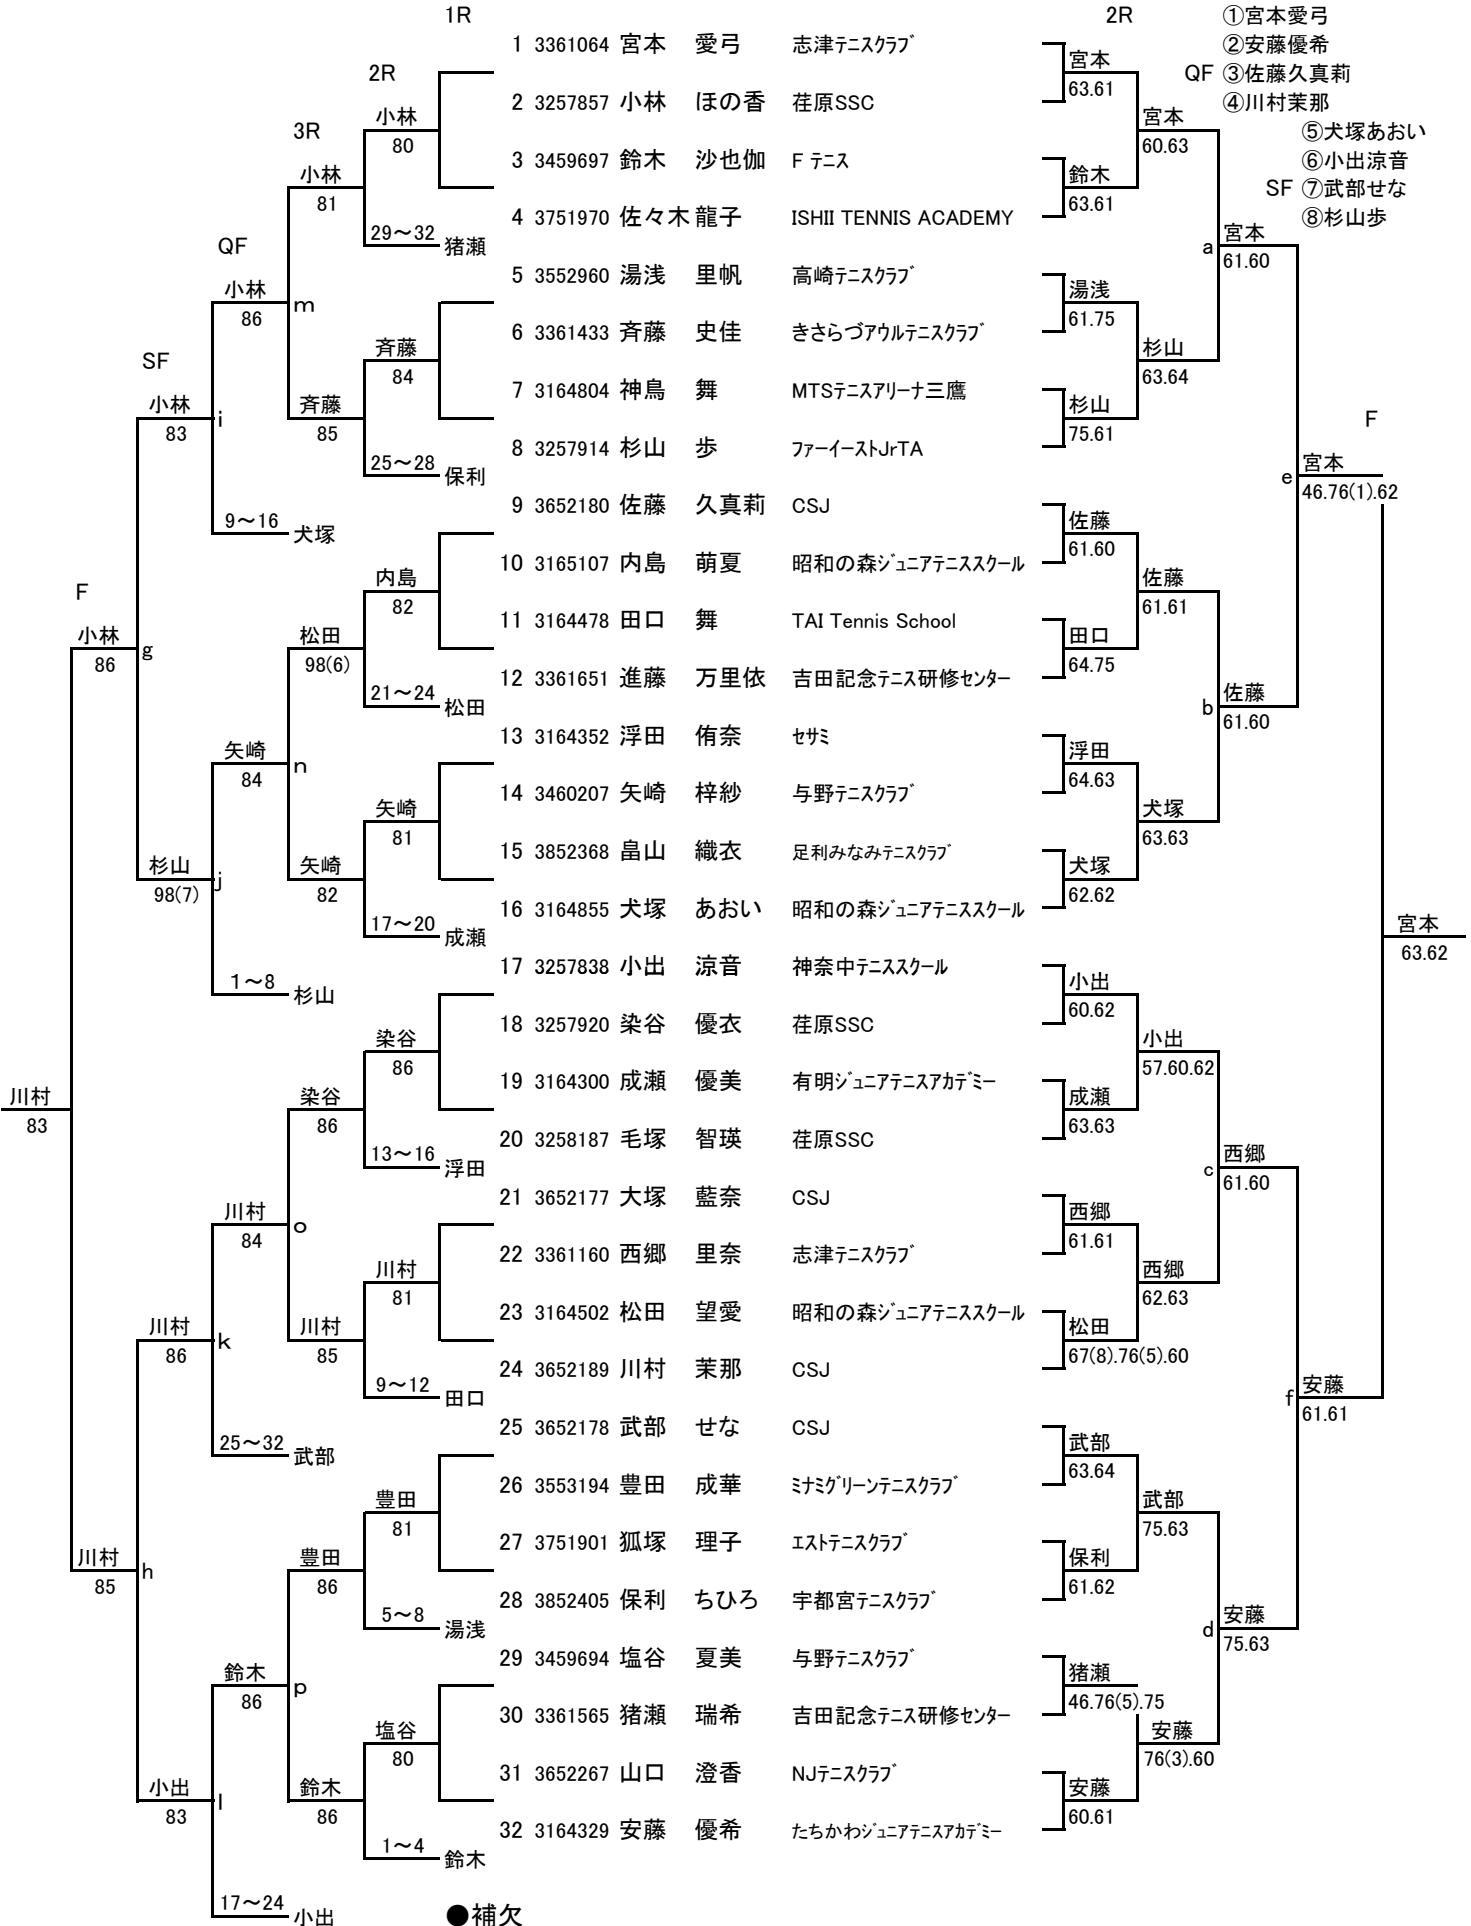 1R
2R
3R
QF
SF
F
2R
QF
SF
F
①宮本愛弓
②安藤優希
③佐藤久真莉
④川村茉那
⑤犬塚あおい
⑥小出涼音
⑦武部せな
⑧杉山歩
1 3361064 宮本 愛弓 志津ﾃﾆｽｸﾗﾌﾞ
2 3257857 小林 ほの香 荏原SSC
3 3459697 鈴木 沙也伽 F ﾃﾆｽ
4 3751970 佐々木 龍子 ISHII TENNIS ACADEMY
5 3552960 湯浅 里帆 高崎ﾃﾆｽｸﾗﾌﾞ
6 3361433 斉藤 史佳 きさらづｱｳﾙﾃﾆｽｸﾗﾌﾞ
7 3164804 神鳥 舞 MTSﾃﾆｽｱﾘｰﾅ三鷹
8 3257914 杉山 歩 ﾌｧｰｲｰｽﾄJrTA
9 3652180 佐藤 久真莉 CSJ
10 3165107 内島 萌夏 昭和の森ｼﾞｭﾆｱﾃﾆｽｽｸｰﾙ
11 3164478 田口 舞 TAI Tennis School
12 3361651 進藤 万里依 吉田記念ﾃﾆｽ研修ｾﾝﾀｰ
13 3164352 浮田 侑奈 ｾｻﾐ
14 3460207 矢崎 梓紗 与野ﾃﾆｽｸﾗﾌﾞ
15 3852368 畠山 織衣 足利みなみﾃﾆｽｸﾗﾌﾞ
16 3164855 犬塚 あおい 昭和の森ｼﾞｭﾆｱﾃﾆｽｽｸｰﾙ
17 3257838 小出 涼音 神奈中ﾃﾆｽｽｸｰﾙ
18 3257920 染谷 優衣 荏原SSC
19 3164300 成瀬 優美 有明ｼﾞｭﾆｱﾃﾆｽｱｶﾃﾞﾐｰ
20 3258187 毛塚 智瑛 荏原SSC
21 3652177 大塚 藍奈 CSJ
22 3361160 西郷 里奈 志津ﾃﾆｽｸﾗﾌﾞ
23 3164502 松田 望愛 昭和の森ｼﾞｭﾆｱﾃﾆｽｽｸｰﾙ
24 3652189 川村 茉那 CSJ
25 3652178 武部 せな CSJ
26 3553194 豊田 成華 ﾐﾅﾐｸﾞﾘｰﾝﾃﾆｽｸﾗﾌﾞ
27 3751901 狐塚 理子 ｴｽﾄﾃﾆｽｸﾗﾌﾞ
28 3852405 保利 ちひろ 宇都宮ﾃﾆｽｸﾗﾌﾞ
29 3459694 塩谷 夏美 与野ﾃﾆｽｸﾗﾌﾞ
30 3361565 猪瀬 瑞希 吉田記念ﾃﾆｽ研修ｾﾝﾀｰ
31 3652267 山口 澄香 NJﾃﾆｽｸﾗﾌﾞ
32 3164329 安藤 優希 たちかわｼﾞｭﾆｱﾃﾆｽｱｶﾃﾞﾐｰ
●補欠
宮本
63.61
鈴木
63.61
湯浅
61.75
杉山
75.61
佐藤
61.60
田口
64.75
浮田
64.63
犬塚
62.62
小出
60.62
成瀬
63.63
西郷
61.61
松田
67(8).76(5).60
武部
63.64
保利
61.62
猪瀬
46.76(5).75
安藤
60.61
宮本
60.63
杉山
63.64
佐藤
61.61
犬塚
63.63
小出
57.60.62
西郷
62.63
武部
75.63
安藤
76(3).60
a
宮本
61.60
b
佐藤
61.60
c
西郷
61.60
d
安藤
75.63
e
宮本
46.76(1).62
f
安藤
61.61
宮本
63.62
小林
80
斉藤
84
内島
82
矢崎
81
染谷
86
川村
81
豊田
81
塩谷
80
29～32
猪瀬
25～28
保利
21～24
松田
17～20
成瀬
13～16
浮田
9～12
田口
5～8
湯浅
1～4
鈴木
小林
81
斉藤
85
松田
98(6)
矢崎
82
染谷
86
川村
85
豊田
86
鈴木
86
小林
86
m
矢崎
84
n
川村
84
o
鈴木
86
p
9～16
犬塚
1～8
杉山
25～32
武部
17～24
小出
小林
83
i
杉山
98(7)
j
川村
86
k
小出
83
l
小林
86
g
川村
85
h
川村
83